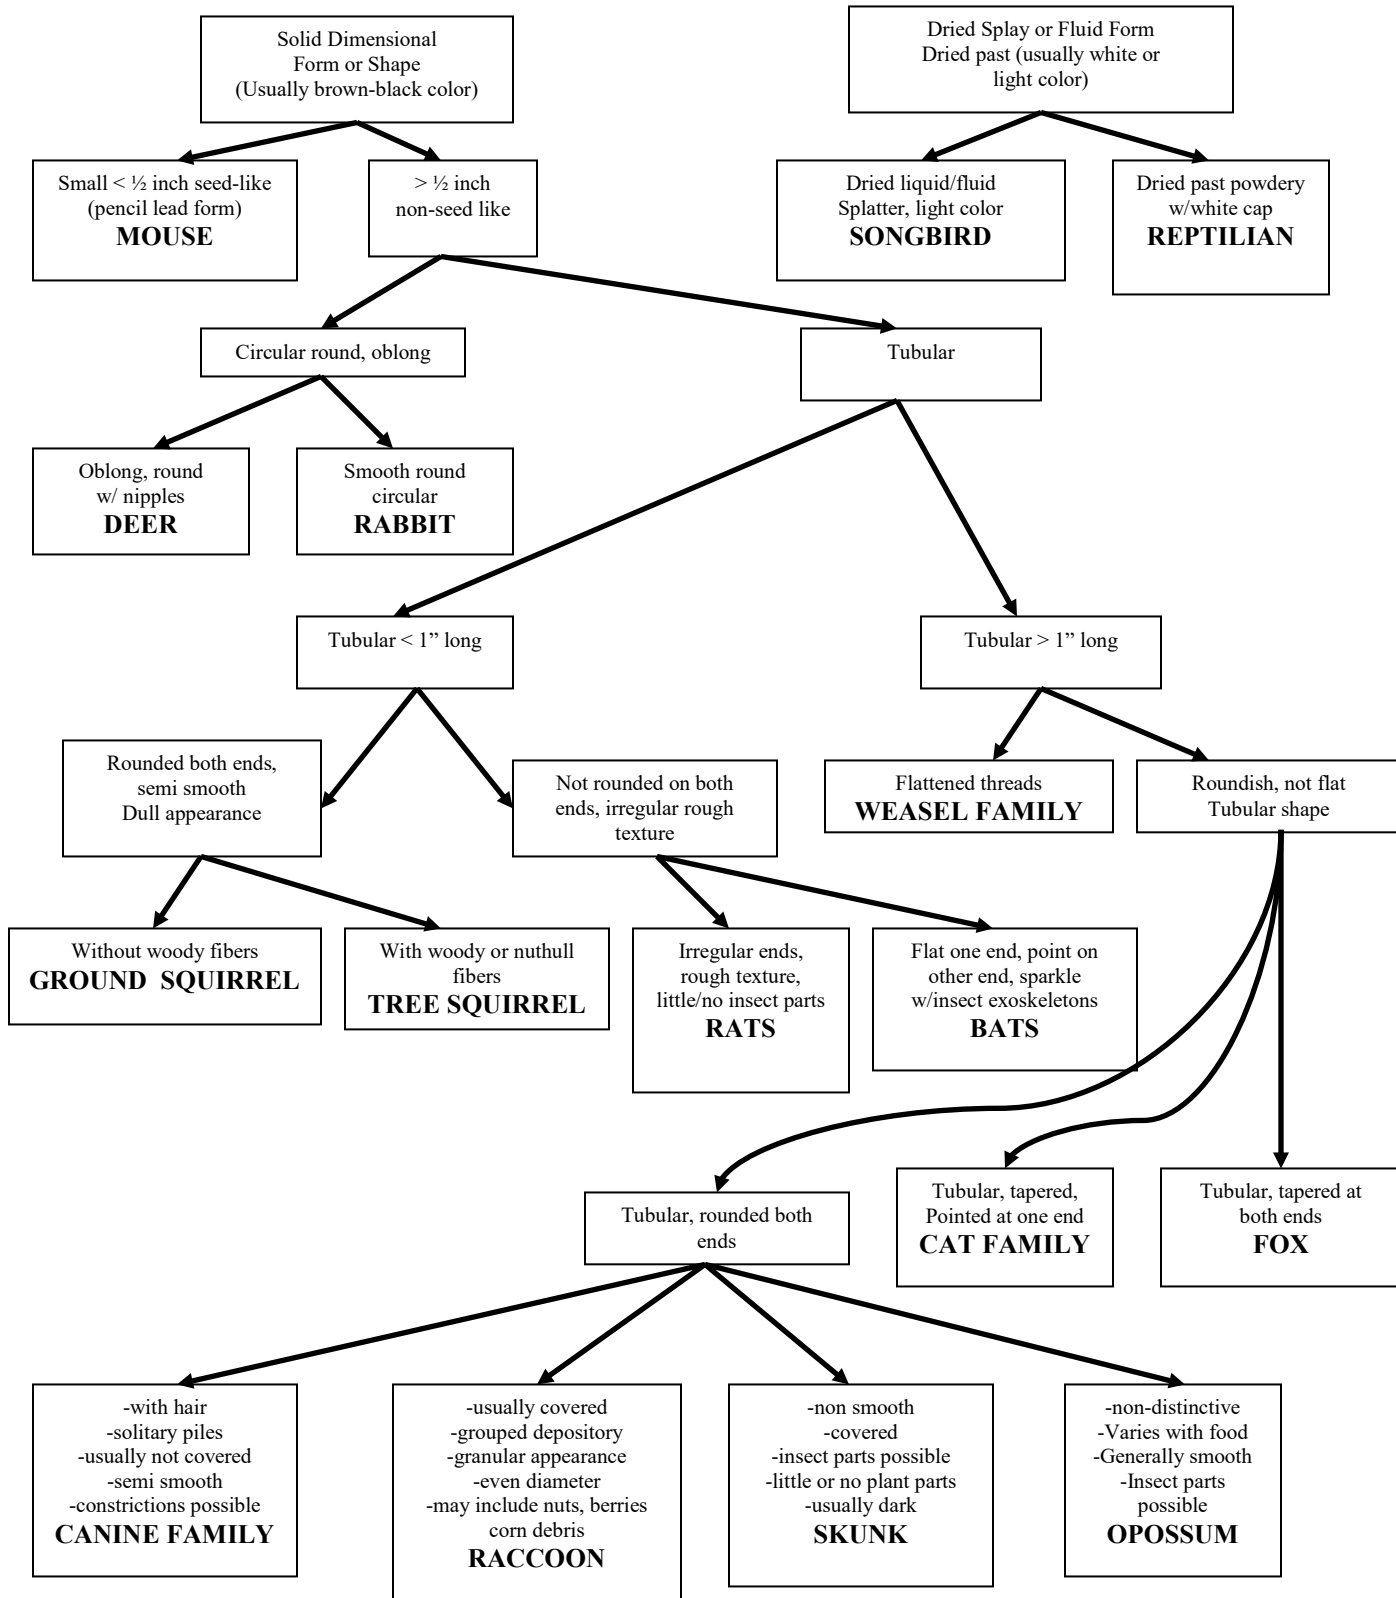 Solid Dimensional
Form or Shape
(Usually brown-black color)
Dried Splay or Fluid Form
Dried past (usually white or
light color)
Small < ½ inch seed-like
(pencil lead form)
MOUSE
> ½ inch
non-seed like
Dried liquid/fluid
Splatter, light color
SONGBIRD
Dried past powdery
w/white cap
REPTILIAN
Circular round, oblong
Tubular
Oblong, round
w/ nipples
DEER
Smooth round
circular
RABBIT
Tubular < 1” long
Tubular > 1” long
Rounded both ends,
semi smooth
Dull appearance
Not rounded on both
ends, irregular rough
texture
Flattened threads
WEASEL FAMILY
Roundish, not flat
Tubular shape
Without woody fibers
GROUND SQUIRREL
With woody or nuthull
fibers
TREE SQUIRREL
Irregular ends,
rough texture,
little/no insect parts
RATS
Flat one end, point on
other end, sparkle
w/insect exoskeletons
BATS
Tubular, rounded both
ends
Tubular, tapered,
Pointed at one end
CAT FAMILY
Tubular, tapered at
both ends
FOX
-with hair
-solitary piles
-usually not covered
-semi smooth
-constrictions possible
CANINE FAMILY
-usually covered
-grouped depository
-granular appearance
-even diameter
-may include nuts, berries
corn debris
RACCOON
-non smooth
-covered
-insect parts possible
-little or no plant parts
-usually dark
SKUNK
-non-distinctive
-Varies with food
-Generally smooth
-Insect parts
possible
OPOSSUM